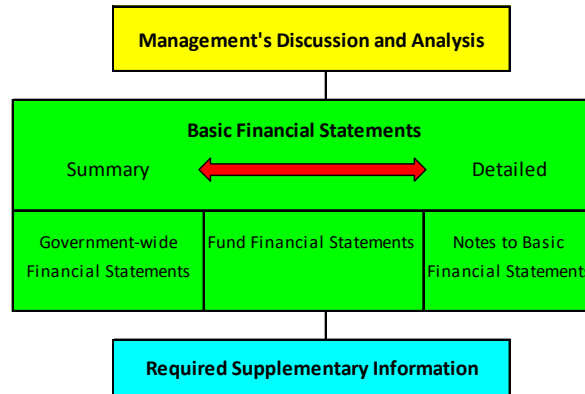 Management's Discussion and Analysis
Basic Financial Statements
Summary Detailed
Government-wide
Financial Statements
Fund Financial Statements
Notes to Basic
Financial Statements
Required Supplementary Information